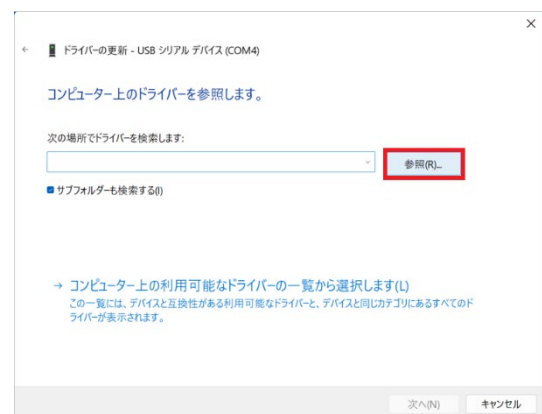 ドライバーの更新 - USB シリアル デバイス (COM4)
コンピューター上のドライバーを参照します。
次の場所でドライバーを検索します:
参照(R)...
サブフォルダーも検索する(I)
→ コンピューター上の利用可能なドライバーの一覧から選択します(L)
この一覧には、デバイスと互換性がある利用可能なドライバーと、デバイスと同じカテゴリにあるすべてのド
ライバーが表示されます。
次へ(N)
キャンセル